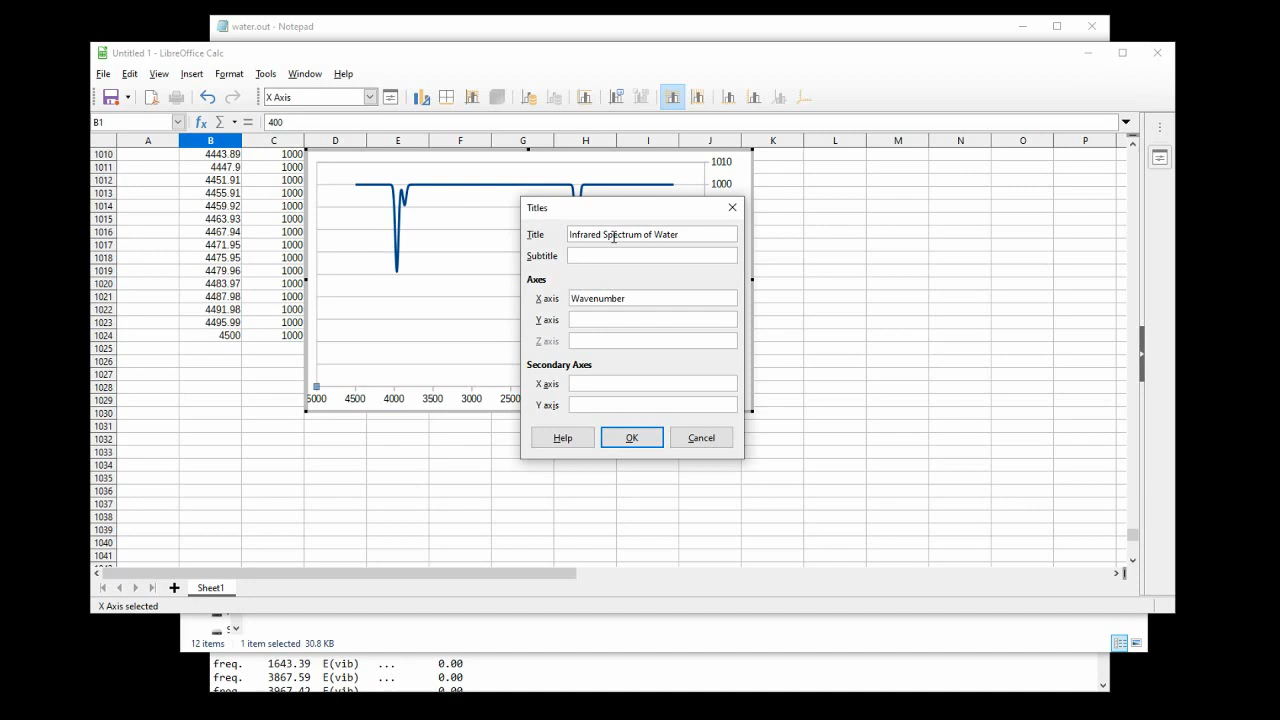 water.out - Notepad
Untitled 1 - LibreOffice Calc
File Edit View Insert Format Tools Window Help
X Axis
B1 400
A B C D E F G H I J K L M N O P
1010 4443.89 1000
1011 4447.9 1000
1012 4451.91 1000
1013 4455.91 1000
1014 4459.92 1000
1015 4463.93 1000
1016 4467.94 1000
1017 4471.95 1000
1018 4475.95 1000
1019 4479.96 1000
1020 4483.97 1000
1021 4487.98 1000
1022 4491.98 1000
1023 4495.99 1000
1024 4500 1000
1025
1026
1027
1028
1029
1030
1031
1032
1033
1034
1035
1036
1037
1038
1039
1040
1041
1010
1000
5000 4500 4000 3500 3000 2500
Titles
Title Infrared Spectrum of Water
Subtitle
Axes
X axis Wavenumber
Y axis
Z axis
Secondary Axes
X axis
Y axis
Help OK Cancel
Sheet1
X Axis selected
12 items 1 item selected 30.8 KB
freq. 1643.39 E(vib) ... 0.00
freq. 3867.59 E(vib) ... 0.00
freq. 3967.42 E(vib) ... 0.00